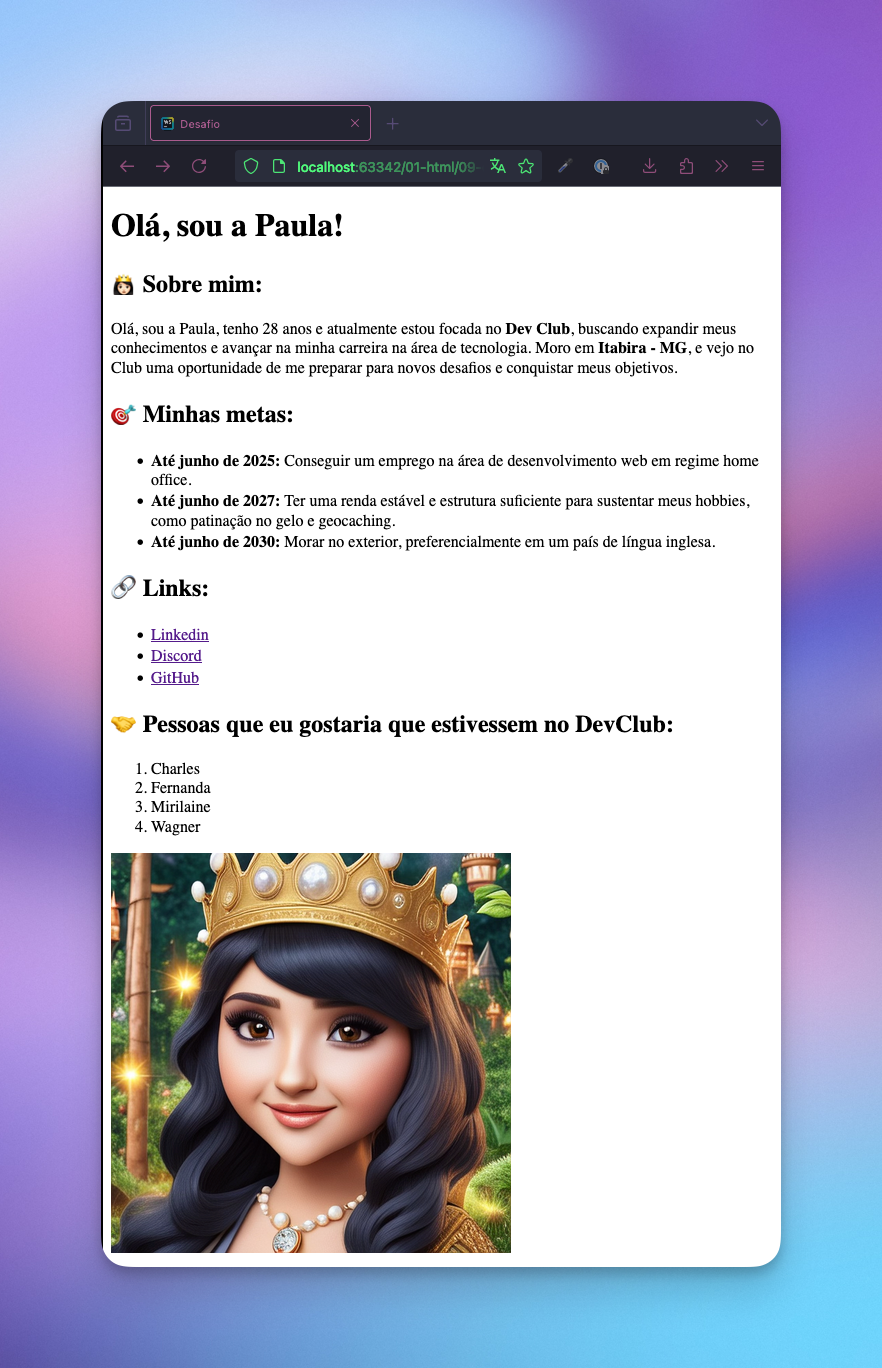 Desafio
localhost:63342/01-html/09-
Olá, sou a Paula!
Sobre mim:
Olá, sou a Paula, tenho 28 anos e atualmente estou focada no Dev Club, buscando expandir meus
conhecimentos e avançar na minha carreira na área de tecnologia. Moro em Itabira - MG, e vejo no
Club uma oportunidade de me preparar para novos desafios e conquistar meus objetivos.
Minhas metas:
• Até junho de 2025: Conseguir um emprego na área de desenvolvimento web em regime home
office.
• Até junho de 2027: Ter uma renda estável e estrutura suficiente para sustentar meus hobbies,
como patinação no gelo e geocaching.
• Até junho de 2030: Morar no exterior, preferencialmente em um país de língua inglesa.
Links:
• Linkedin
• Discord
• GitHub
Pessoas que eu gostaria que estivessem no DevClub:
1. Charles
2. Fernanda
3. Mirilaine
4. Wagner